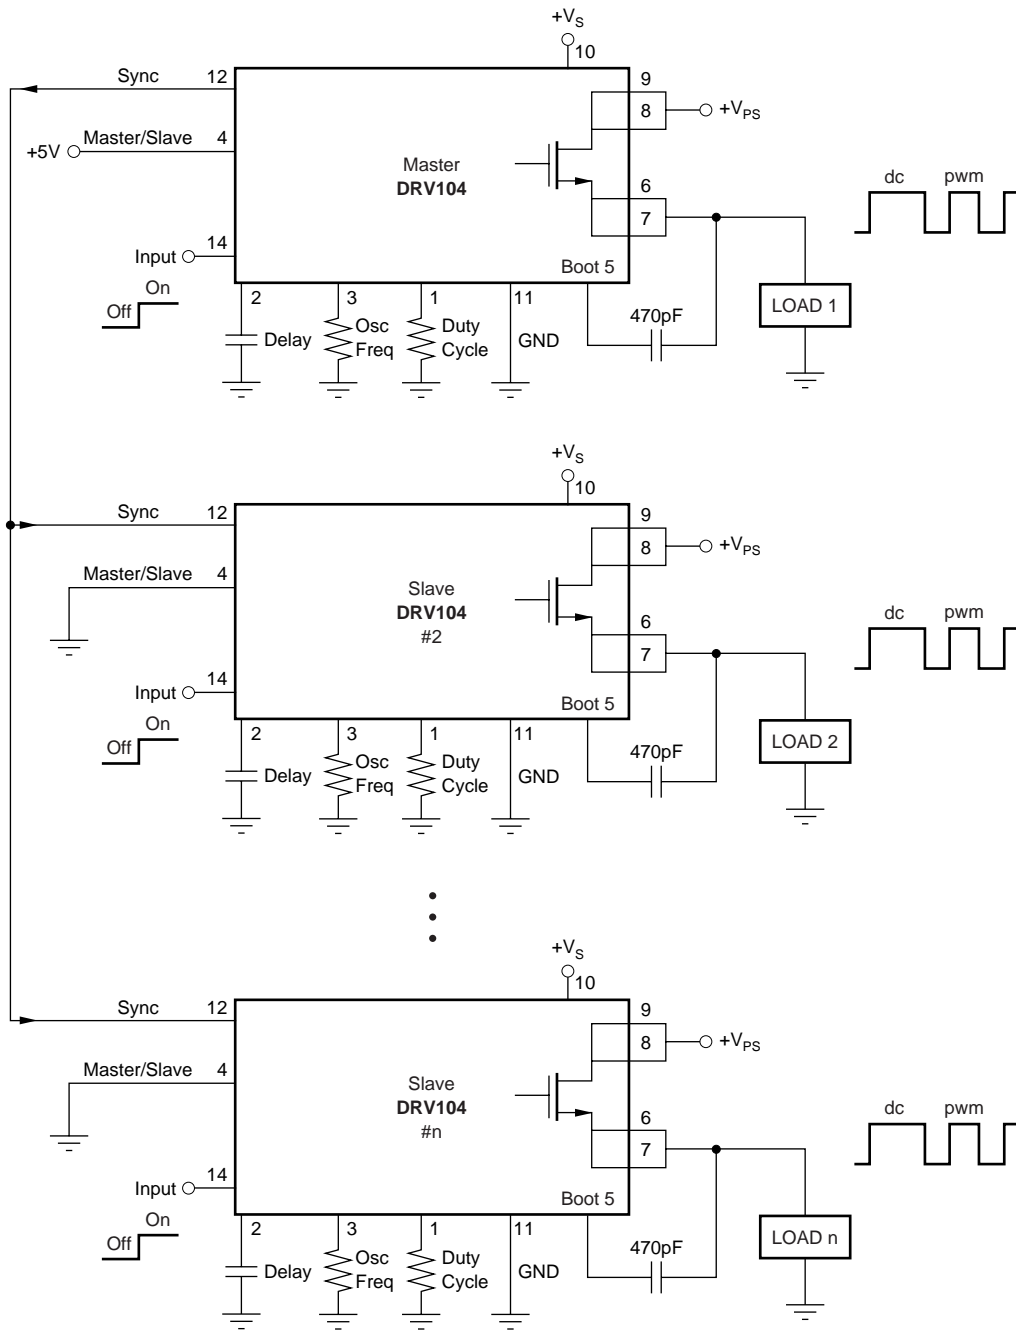 +VS
10
Sync 12
9
8 +VPS
+5V Master/Slave 4
Master
DRV104
6
7
dc pwm
Input 14
Off On
Boot 5
2 3 1 11
Delay
Osc
Freq
Duty
Cycle
GND
470pF
LOAD 1
+VS
10
Sync 12
9
8 +VPS
Master/Slave 4
Slave
DRV104
#2
6
7
dc pwm
Input 14
Off On
Boot 5
2 3 1 11
Delay
Osc
Freq
Duty
Cycle
GND
470pF
LOAD 2
+VS
10
Sync 12
9
8 +VPS
Master/Slave 4
Slave
DRV104
#n
6
7
dc pwm
Input 14
Off On
Boot 5
2 3 1 11
Delay
Osc
Freq
Duty
Cycle
GND
470pF
LOAD n